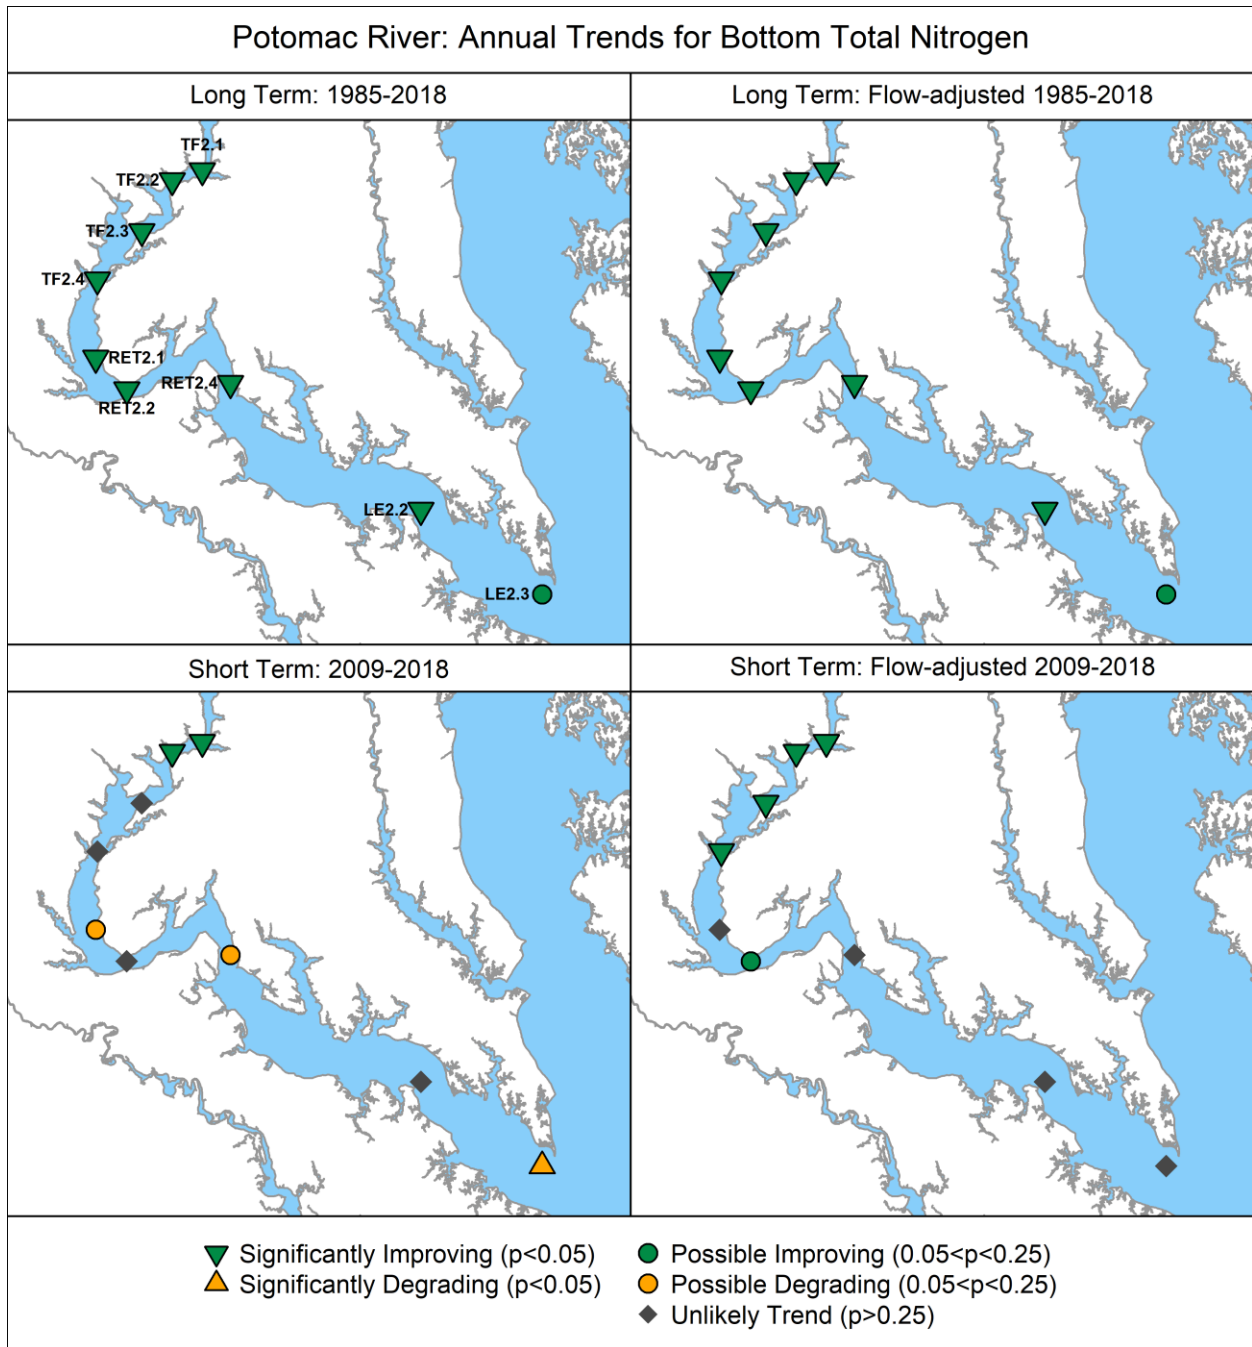 Potomac River: Annual Trends for Bottom Total Nitrogen
Long Term: 1985-2018
Long Term: Flow-adjusted 1985-2018
TF2.1
TF2.2
TF2.3
TF2.4
RET2.1
RET2.4
RET2.2
LE2.2
LE2.3
Short Term: 2009-2018
Short Term: Flow-adjusted 2009-2018
Significantly Improving (p<0.05)
Significantly Degrading (p<0.05)
Possible Improving (0.05<p<0.25)
Possible Degrading (0.05<p<0.25)
Unlikely Trend (p>0.25)